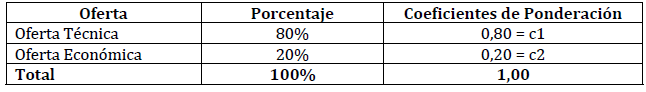 Oferta Porcentaje Coeficientes de Ponderación
Oferta Técnica 80% 0,80 = c1
Oferta Económica 20% 0,20 = c2
Total 100% 1,00